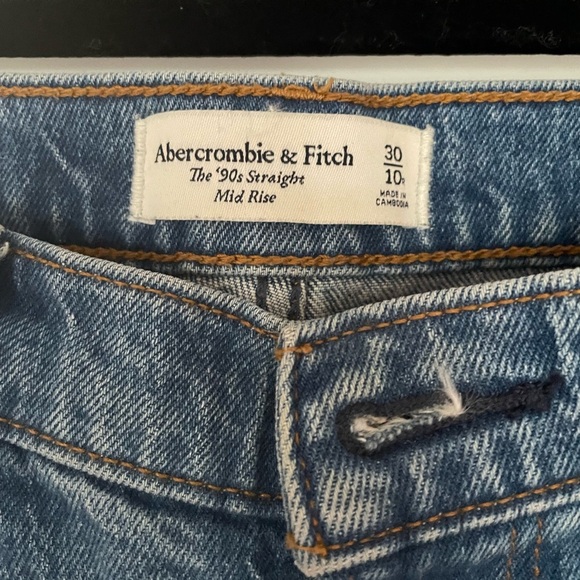 Abercrombie & Fitch
The '90s Straight
Mid Rise
30
10R
MADE IN
CAMBODIA